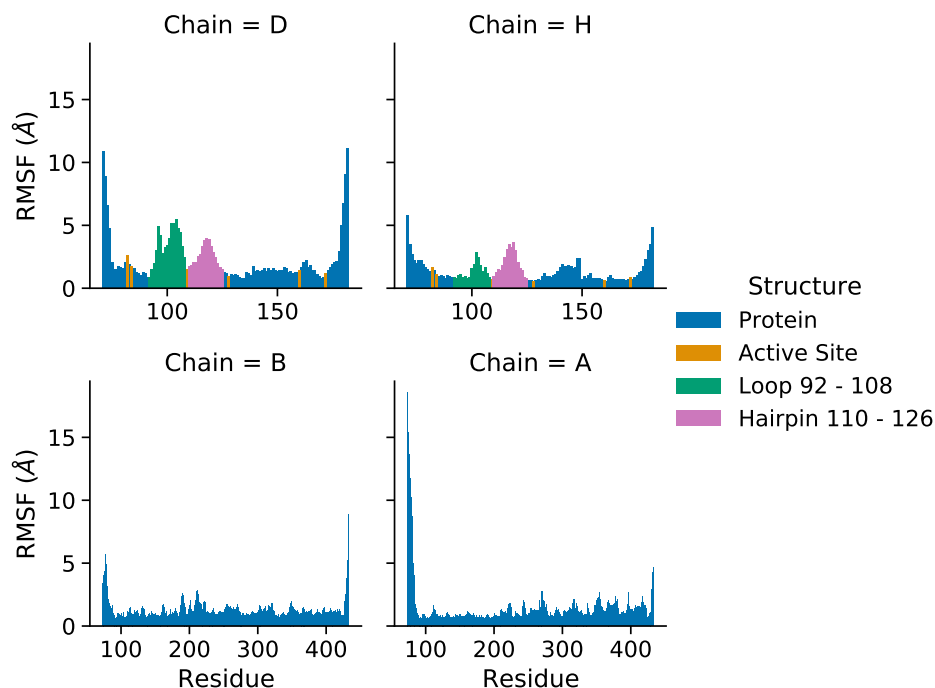 Chain = D
Chain = H
RMSF (Å)
15
10
5
0
100
150
100
150
Structure
Protein
Active Site
Loop 92 - 108
Hairpin 110 - 126
Chain = B
Chain = A
RMSF (Å)
15
10
5
0
100
200
300
400
100
200
300
400
Residue
Residue